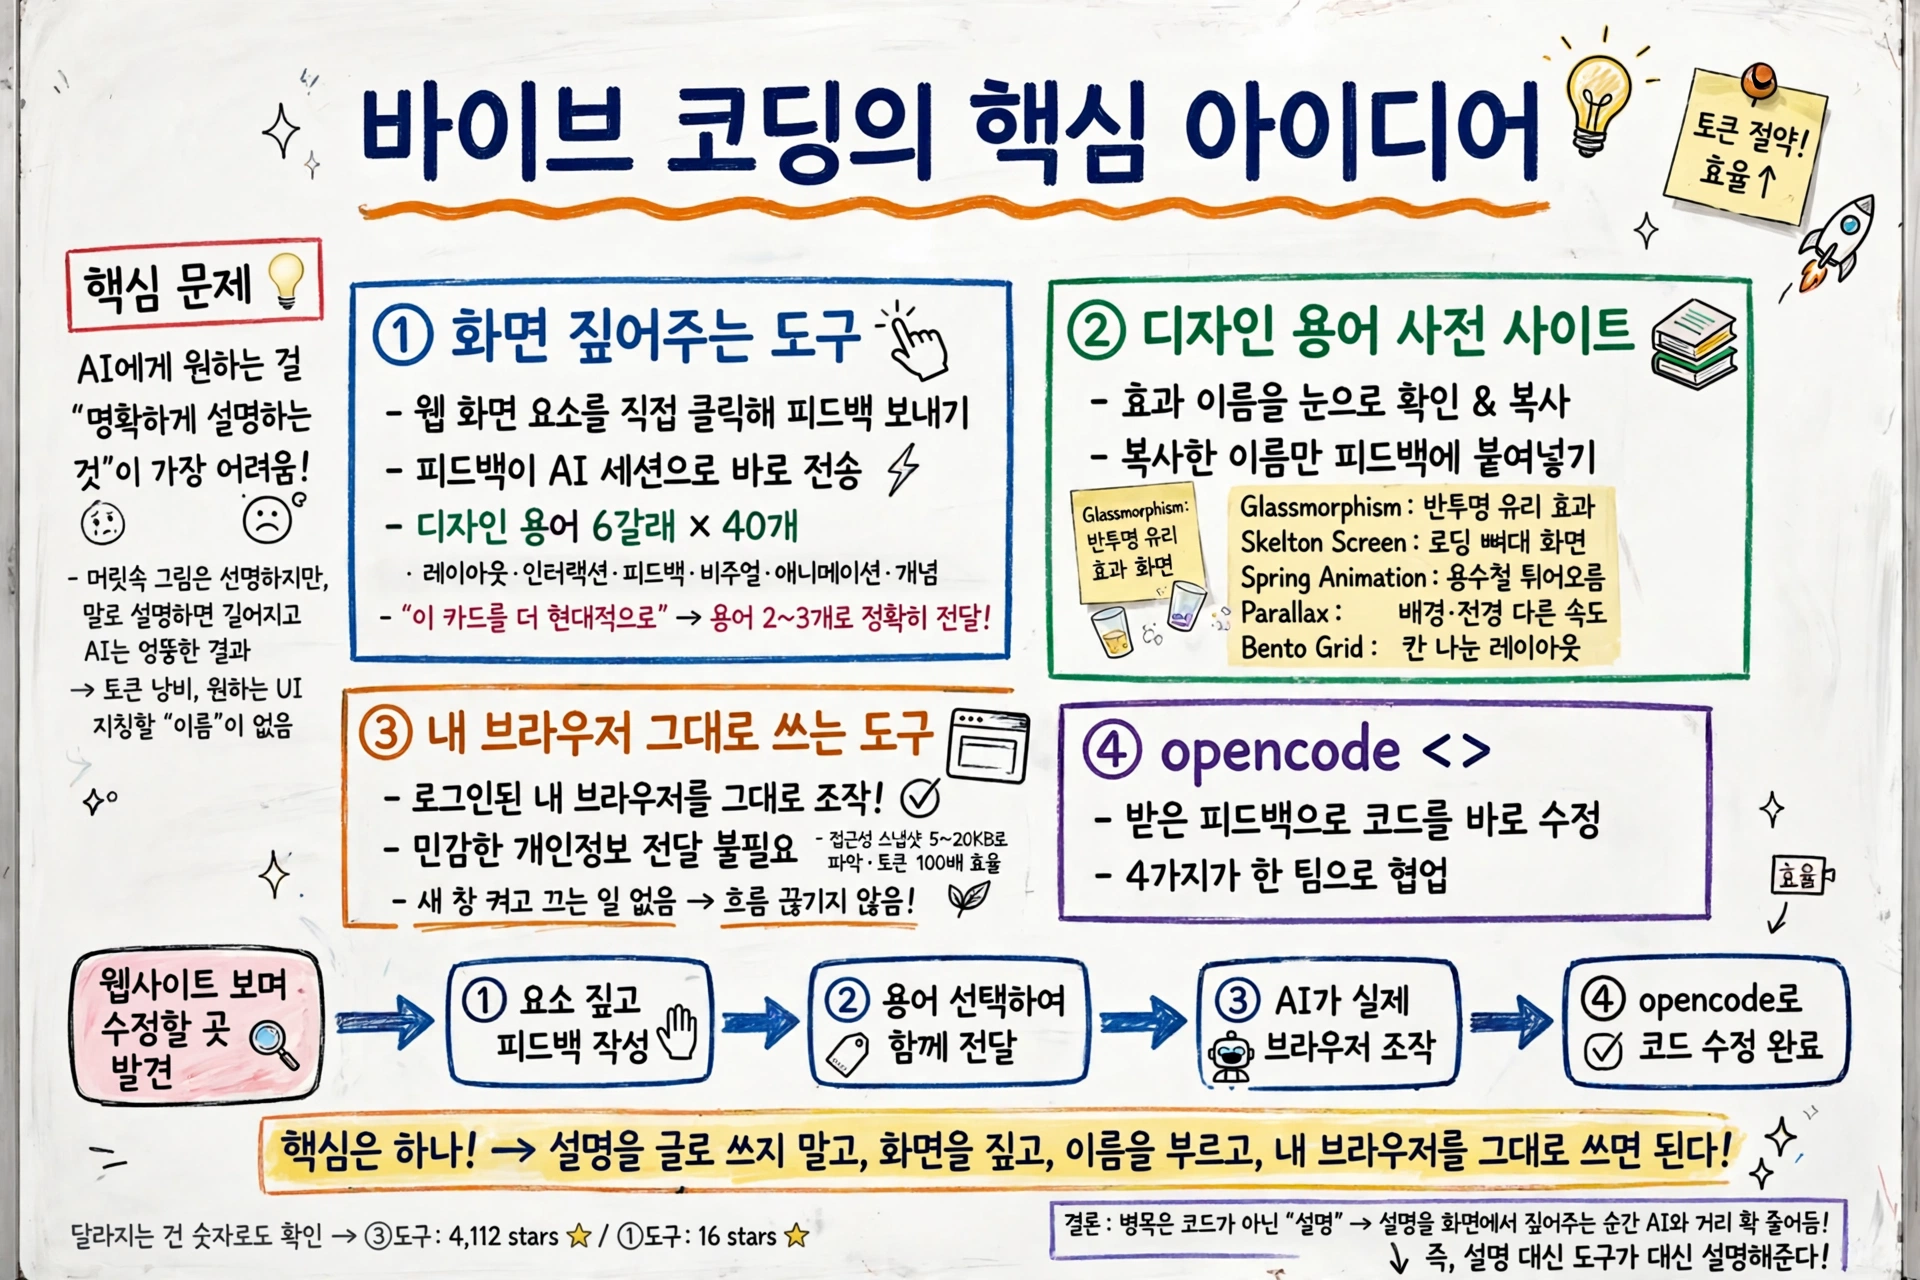 바이브 코딩의 핵심 아이디어
토큰 절약!
효율↑
핵심 문제
AI에게 원하는 걸
“명확하게 설명하는
것”이 가장 어려움!
- 머릿속 그림은 선명하지만,
말로 설명하면 길어지고
AI는 엉뚱한 결과
→ 토큰 낭비, 원하는 UI
지칭할 “이름”이 없음
① 화면 짚어주는 도구
- 웹 화면 요소를 직접 클릭해 피드백 보내기
- 피드백이 AI 세션으로 바로 전송
- 디자인 용어 6갈래 × 40개
· 레이아웃·인터랙션·피드백·비주얼·애니메이션·개념
- “이 카드를 더 현대적으로” → 용어 2~3개로 정확히 전달!
② 디자인 용어 사전 사이트
- 효과 이름을 눈으로 확인 & 복사
- 복사한 이름만 피드백에 붙여넣기
Glassmorphism:
반투명 유리
효과 화면
Glassmorphism : 반투명 유리 효과
Skelton Screen : 로딩 뼈대 화면
Spring Animation : 용수철 튀어오름
Parallax : 배경·전경 다른 속도
Bento Grid : 칸 나눈 레이아웃
③ 내 브라우저 그대로 쓰는 도구
- 로그인된 내 브라우저를 그대로 조작!
- 민감한 개인정보 전달 불필요
- 접근성 스냅샷 5~20KB로
파악·토큰 100배 효율
- 새 창 켜고 끄는 일 없음 → 흐름 끊기지 않음!
④ opencode <>
- 받은 피드백으로 코드를 바로 수정
- 4가지가 한 팀으로 협업
효율
웹사이트 보며
수정할 곳
발견
① 요소 짚고
피드백 작성
② 용어 선택하여
함께 전달
③ AI가 실제
브라우저 조작
④ opencode로
코드 수정 완료
핵심은 하나! → 설명을 글로 쓰지 말고, 화면을 짚고, 이름을 부르고, 내 브라우저를 그대로 쓰면 된다!
달라지는 건 숫자로도 확인 → ③도구: 4,112 stars ⭐ / ①도구: 16 stars ⭐
결론 : 병목은 코드가 아닌 “설명” → 설명을 화면에서 짚어주는 순간 AI와 거리 확 줄어듬!
↳ 즉, 설명 대신 도구가 대신 설명해준다!